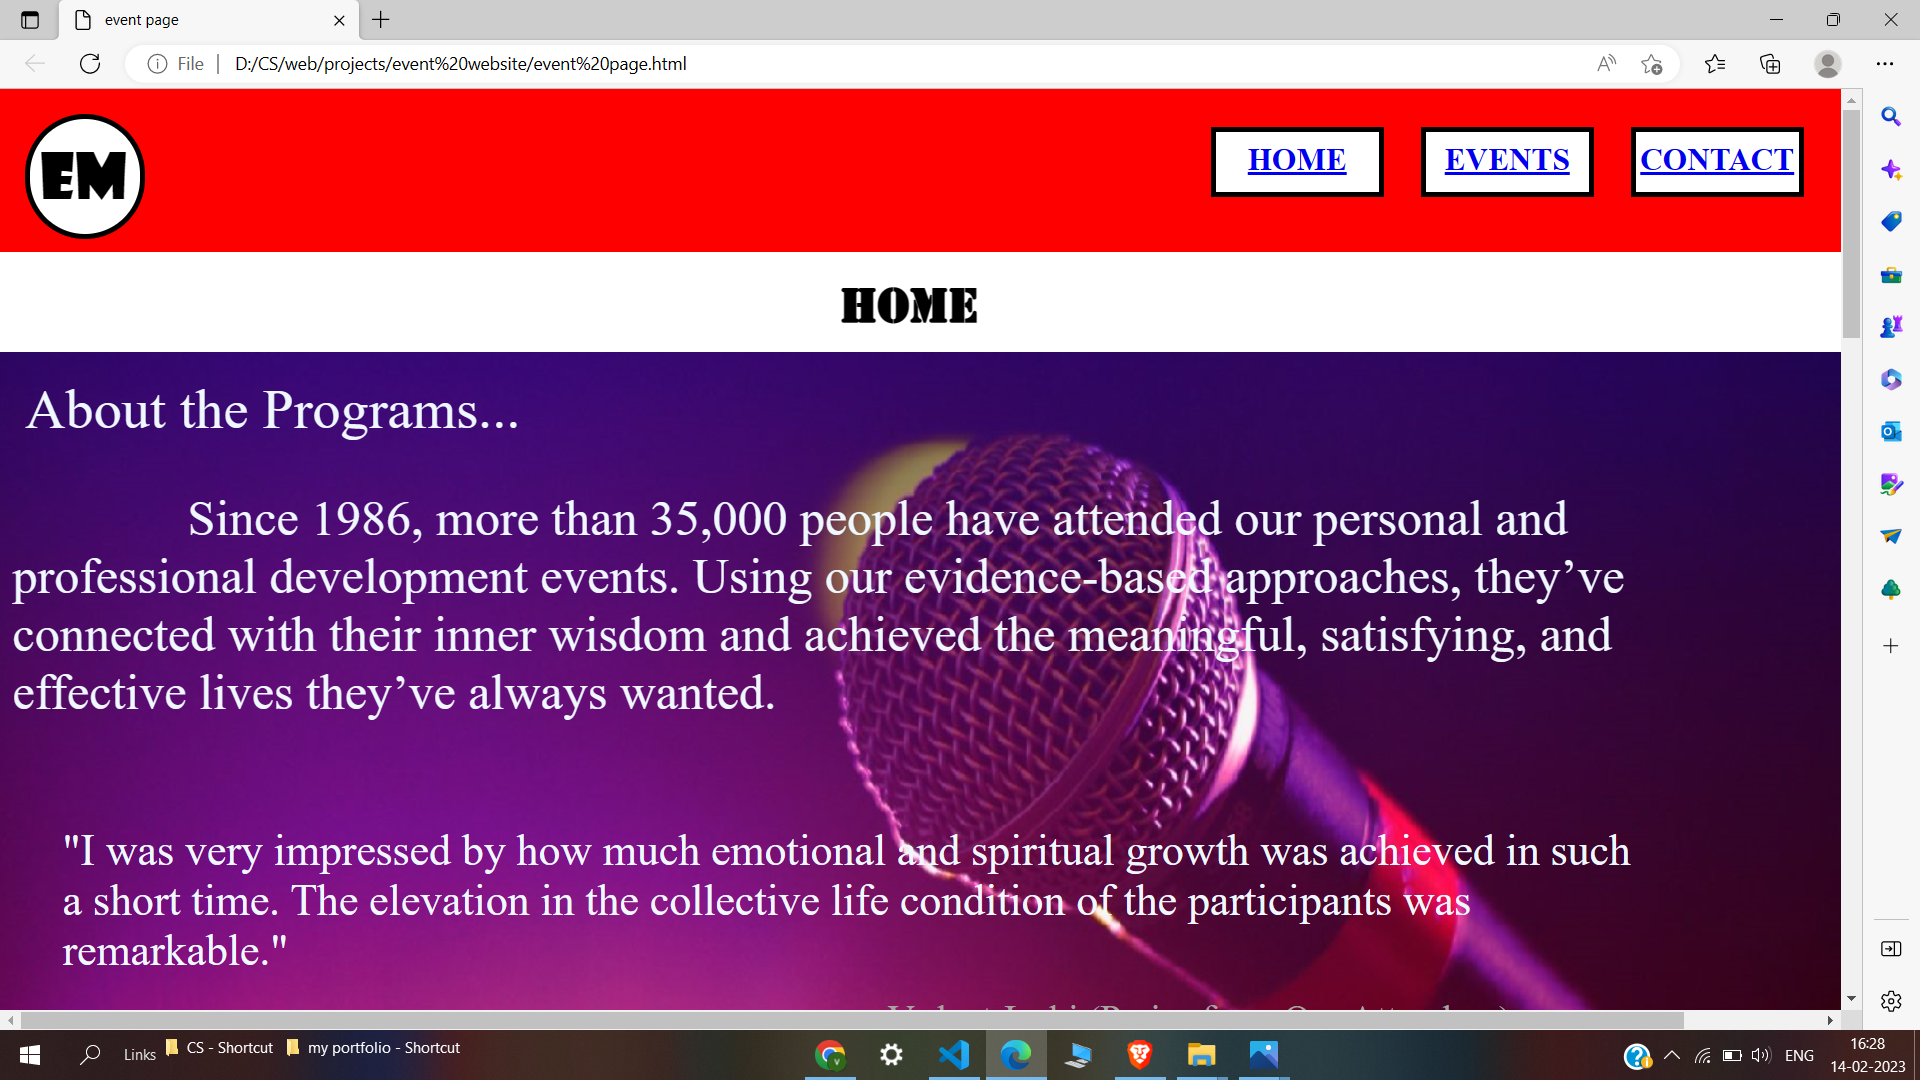 event page
File
D:/CS/web/projects/event%20website/event%20page.html
EM
HOME
EVENTS
CONTACT
HOME
About the Programs...
Since 1986, more than 35,000 people have attended our personal and
professional development events. Using our evidence-based approaches, they’ve
connected with their inner wisdom and achieved the meaningful, satisfying, and
effective lives they’ve always wanted.
"I was very impressed by how much emotional and spiritual growth was achieved in such
a short time. The elevation in the collective life condition of the participants was
remarkable."
Links
CS - Shortcut
my portfolio - Shortcut
ENG
16:28
14-02-2023